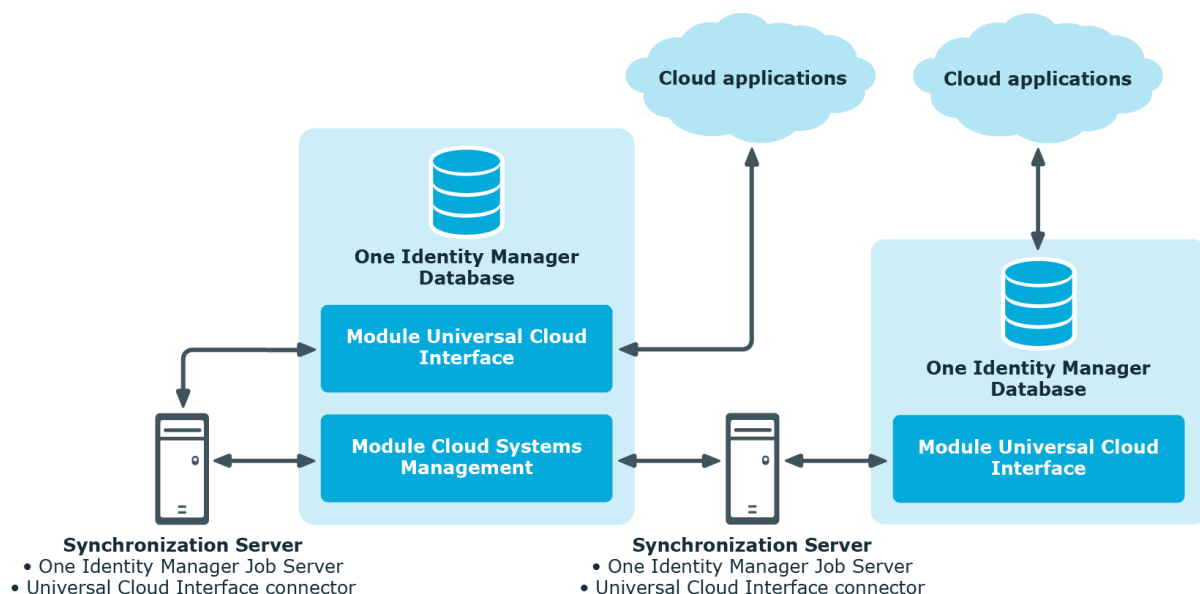 Cloud applications
Cloud applications
One Identity Manager
Database
Module Universal Cloud
Interface
Module Cloud Systems
Management
One Identity Manager
Database
Module Universal Cloud
Interface
Synchronization Server
• One Identity Manager Job Server
• Universal Cloud Interface connector
Synchronization Server
• One Identity Manager Job Server
• Universal Cloud Interface connector